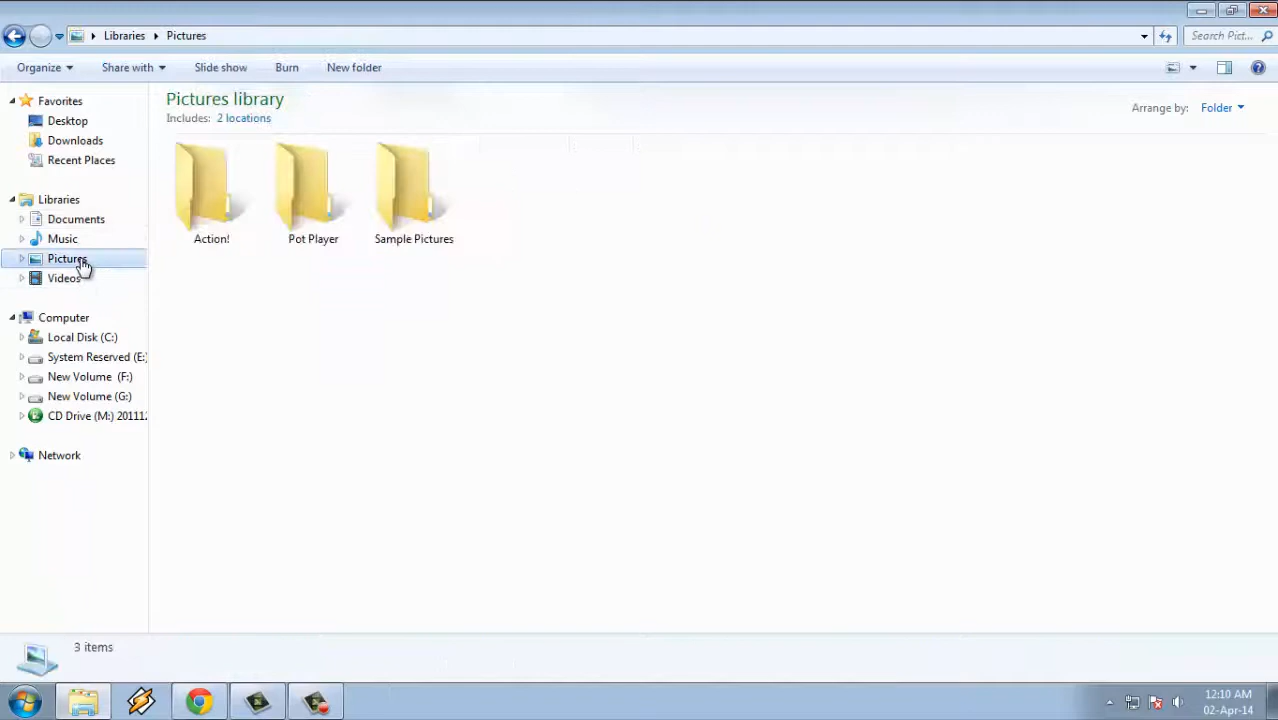 Libraries Pictures
Search Pict...
Organize Share with Slide show Burn New folder
Favorites
Desktop
Downloads
Recent Places
Libraries
Documents
Music
Pictures
Videos
Computer
Local Disk (C:)
System Reserved (E:)
New Volume (F:)
New Volume (G:)
CD Drive (M:) 201112
Network
Pictures library
Includes: 2 locations
Arrange by: Folder
Action! Pot Player Sample Pictures
3 items
12:10 AM
02-Apr-14